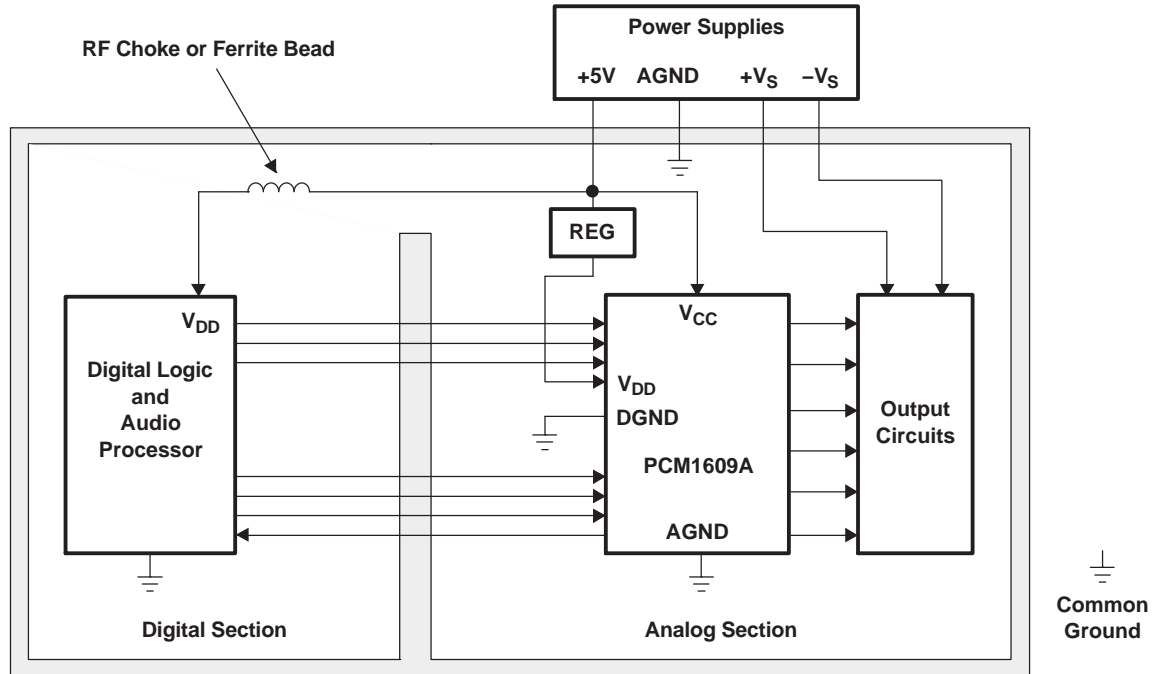 Power Supplies
+5V AGND +VS –VS
RF Choke or Ferrite Bead
REG
VDD
Digital Logic
and
Audio
Processor
VCC
VDD
DGND
PCM1609A
AGND
Output
Circuits
Digital Section
Analog Section
Common
Ground